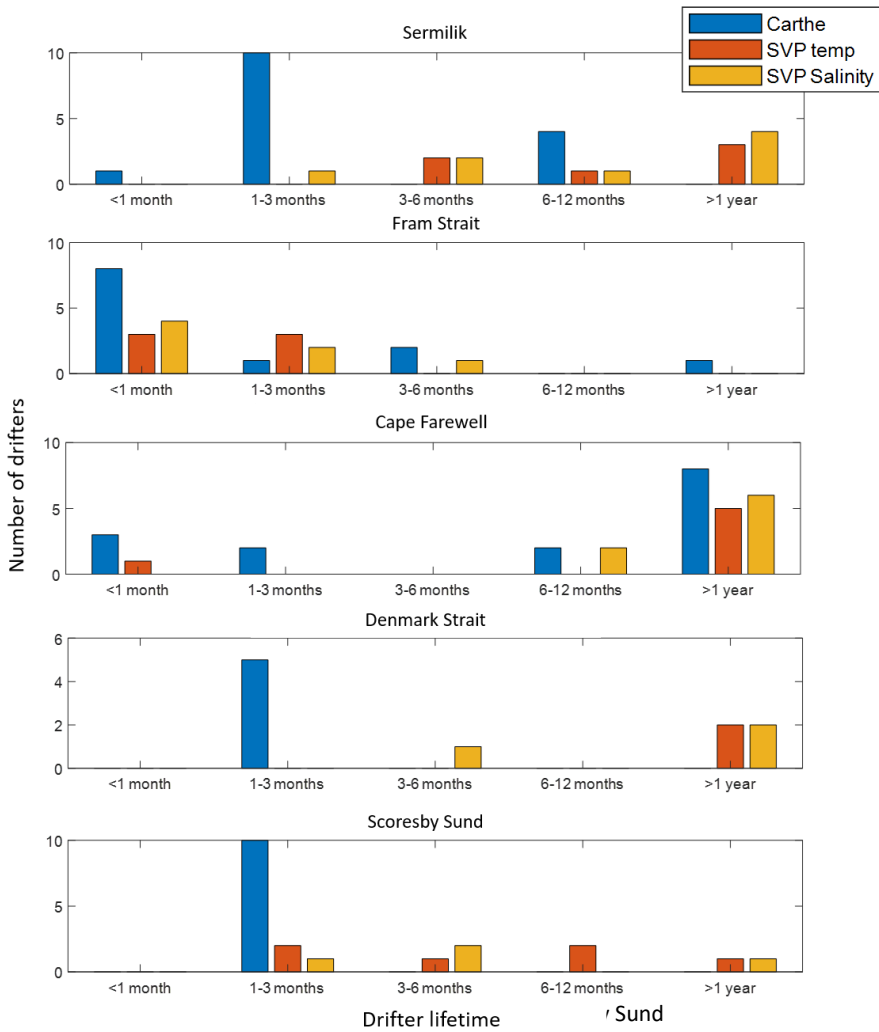 Sermilik
Carthe
SVP temp
SVP Salinity
10
5
0
<1 month 1-3 months 3-6 months 6-12 months >1 year
Fram Strait
10
5
0
<1 month 1-3 months 3-6 months 6-12 months >1 year
Cape Farewell
10
5
0
<1 month 1-3 months 3-6 months 6-12 months >1 year
Number of drifters
Denmark Strait
6
4
2
0
<1 month 1-3 months 3-6 months 6-12 months >1 year
Scoresby Sund
10
5
0
<1 month 1-3 months 3-6 months 6-12 months >1 year
Drifter lifetime
Sund